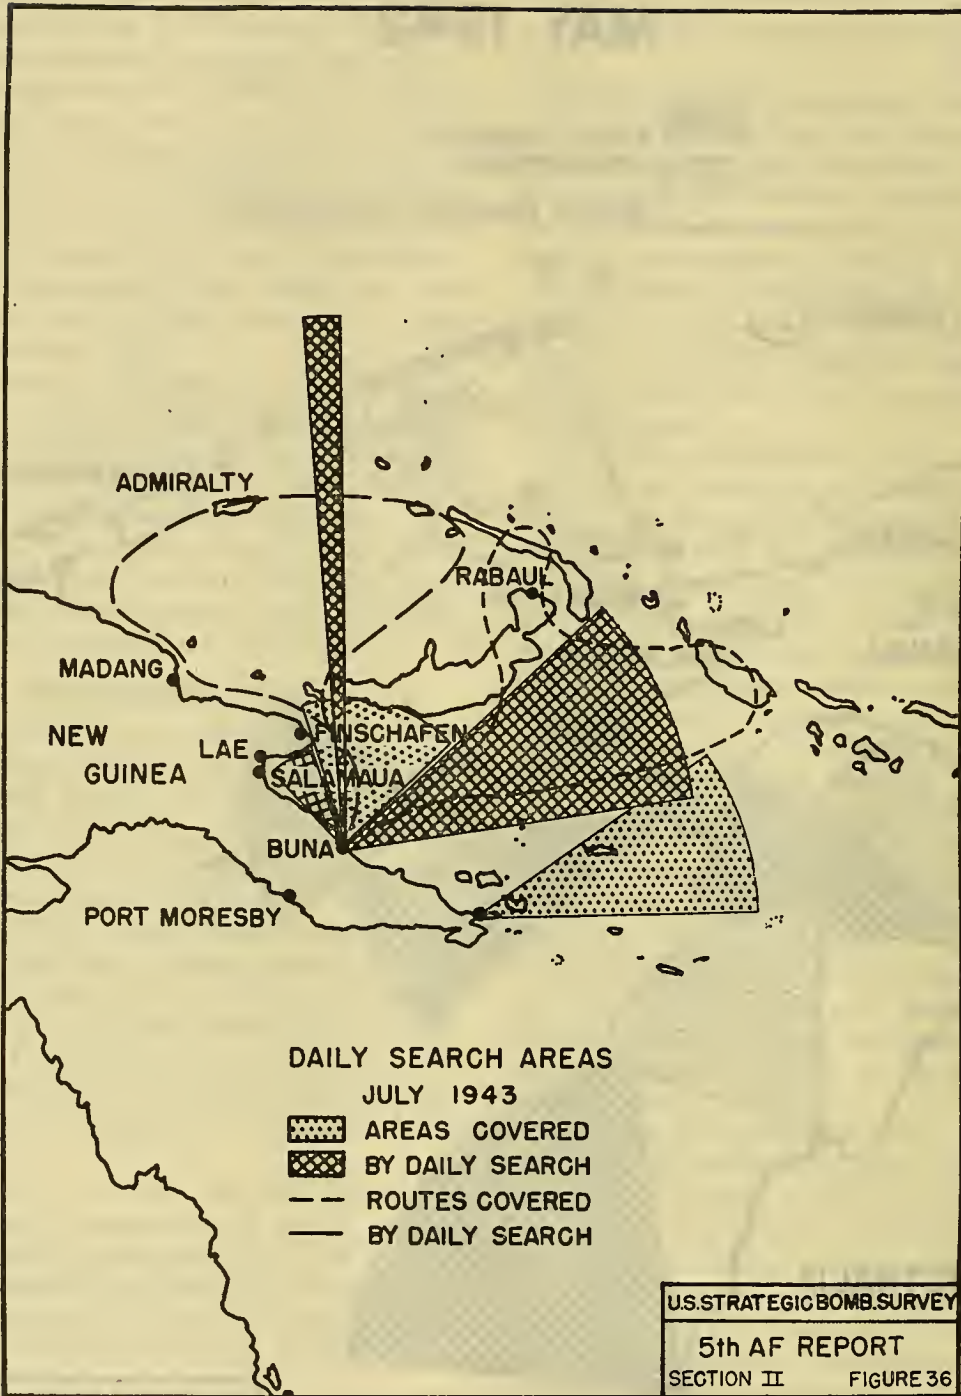 ADMIRALTY
RABAUL
MADANG
FINSCHAFEN
NEW
GUINEA
LAE
SALAMAUA
BUNA
PORT MORESBY
DAILY SEARCH AREAS
JULY 1943
AREAS COVERED
BY DAILY SEARCH
ROUTES COVERED
BY DAILY SEARCH
U.S. STRATEGIC BOMB. SURVEY
5th AF REPORT
SECTION II FIGURE 36